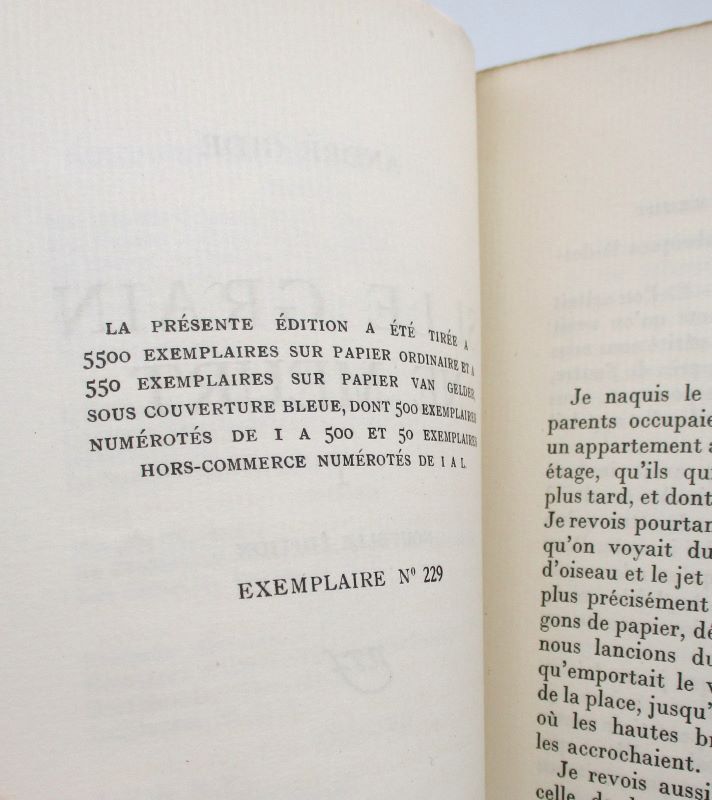 LA PRÉSENTE ÉDITION A ÉTÉ TIRÉE A
5500 EXEMPLAIRES SUR PAPIER ORDINAIRE ET A
550 EXEMPLAIRES SUR PAPIER VAN GELDER,
SOUS COUVERTURE BLEUE, DONT 500 EXEMPLAIRES
NUMÉROTÉS DE I A 500 ET 50 EXEMPLAIRES
HORS-COMMERCE NUMÉROTÉS DE I A L
EXEMPLAIRE Nº 229
Je naquis le
parents occupaie
un appartement a
étage, qu'ils qu
plus tard, et dont
Je revois pourtan
qu'on voyait du
d'oiseau et le jet
plus précisément
gons de papier, dé
nous lancions du
qu'emportait le v
de la place, jusqu'
où les hautes br
les accrochaient.
Je revois aussi
celle de